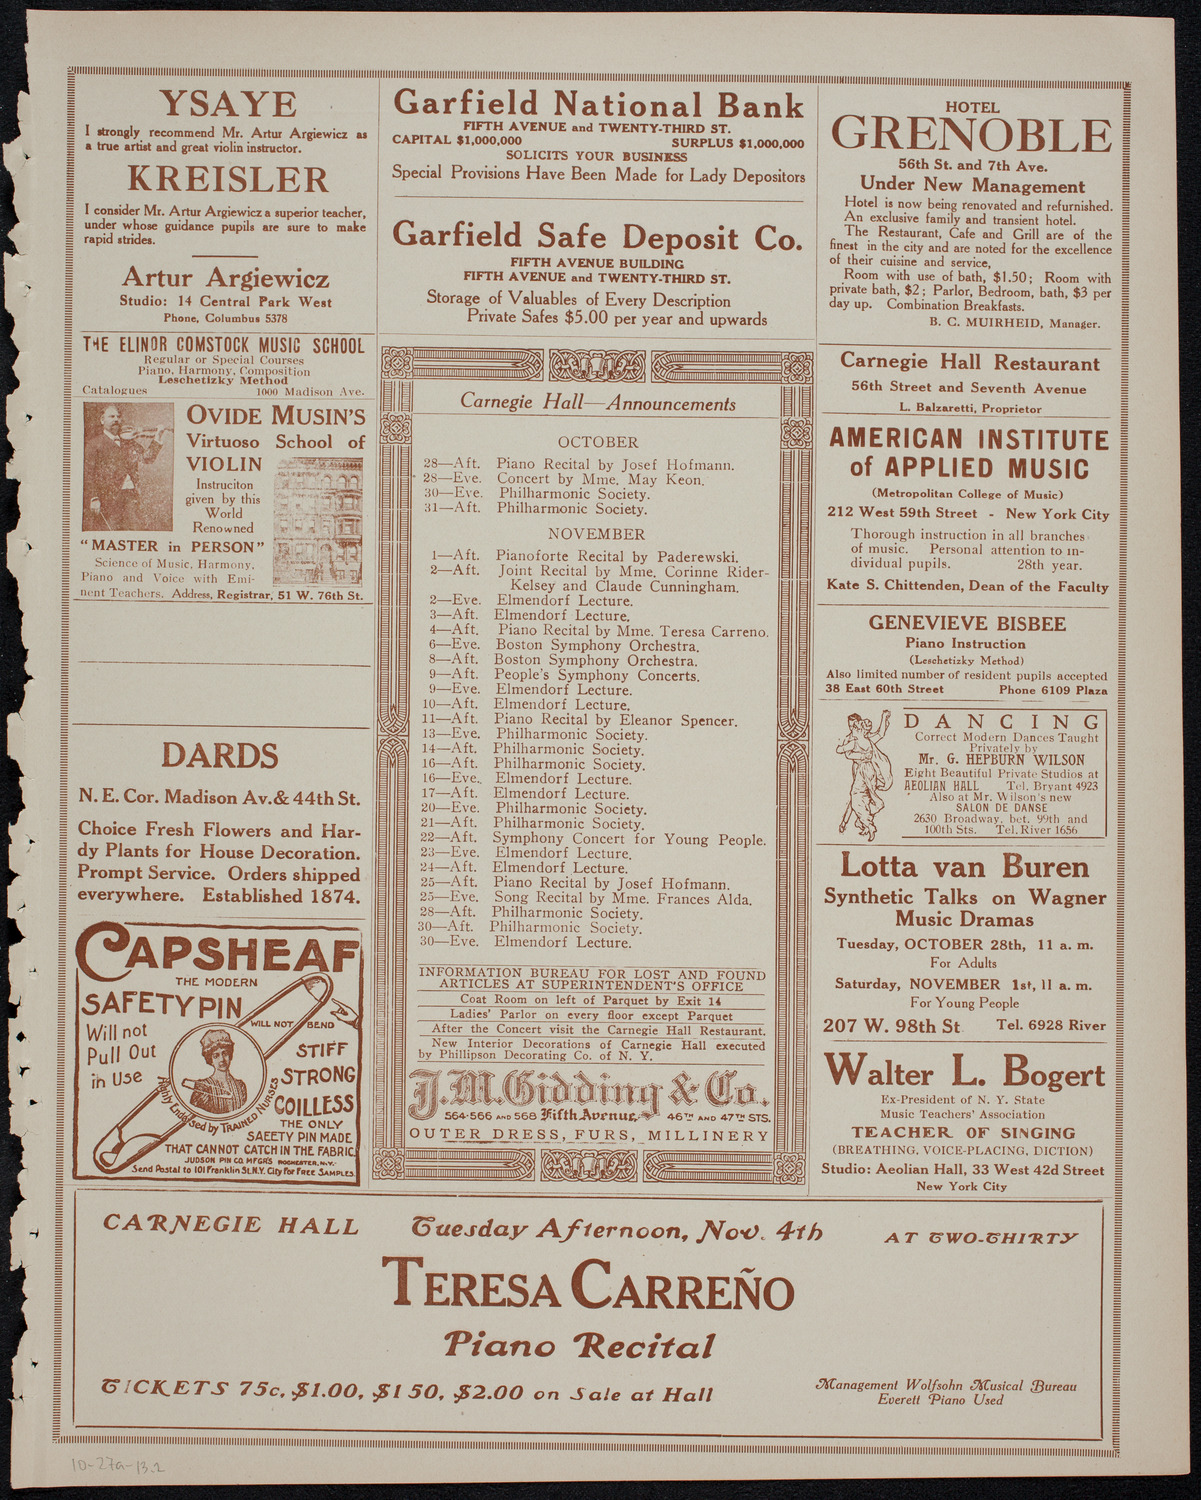 YSAYE
I strongly recommend Mr. Artur Argiewicz as
a true artist and great violin instructor.
KREISLER
I consider Mr. Artur Argiewicz a superior teacher,
under whose guidance pupils are sure to make
rapid strides.
Artur Argiewicz
Studio: 14 Central Park West
Phone, Columbus 5378
THE ELINOR COMSTOCK MUSIC SCHOOL
Regular or Special Courses
Piano, Harmony, Composition
Leschetizky Method
Catalogues 1000 Madison Ave.
OVIDE MUSIN'S
Virtuoso School of
VIOLIN
Instruciton
given by this
World
Renowned
"MASTER in PERSON"
Science of Music, Harmony,
Piano and Voice with Emi-
nent Teachers. Address, Registrar, 51 W. 76th St.
DARDS
N. E. Cor. Madison Av. & 44th St.
Choice Fresh Flowers and Har-
dy Plants for House Decoration.
Prompt Service. Orders shipped
everywhere. Established 1874.
CAPSHEAF
THE MODERN
SAFETY PIN
WILL NOT BEND
Will not
Pull Out
in Use
STIFF
STRONG
COILLESS
Highly Endorsed by TRAINED NURSES
THE ONLY
SAEETY PIN MADE
THAT CANNOT CATCH IN THE FABRIC
JUDSON PIN CO. MFGRS ROCHESTER, N.Y.
Send Postal to 101 Franklin St. N.Y. City for FREE SAMPLES
Garfield National Bank
FIFTH AVENUE and TWENTY-THIRD ST.
CAPITAL $1,000,000 SURPLUS $1,000,000
SOLICITS YOUR BUSINESS
Special Provisions Have Been Made for Lady Depositors
Garfield Safe Deposit Co.
FIFTH AVENUE BUILDING
FIFTH AVENUE and TWENTY-THIRD ST.
Storage of Valuables of Every Description
Private Safes $5.00 per year and upwards
Carnegie Hall—Announcements
OCTOBER
28—Aft. Piano Recital by Josef Hofmann.
28—Eve. Concert by Mme. May Keon.
30—Eve. Philharmonic Society.
31—Aft. Philharmonic Society.
NOVEMBER
1—Aft. Pianoforte Recital by Paderewski.
2—Aft. Joint Recital by Mme. Corinne Rider-
Kelsey and Claude Cunningham.
2—Eve. Elmendorf Lecture.
3—Aft. Elmendorf Lecture.
4—Aft. Piano Recital by Mme. Teresa Carreno.
6—Eve. Boston Symphony Orchestra.
8—Aft. Boston Symphony Orchestra.
9—Aft. People's Symphony Concerts.
9—Eve. Elmendorf Lecture.
10—Aft. Elmendorf Lecture.
11—Aft. Piano Recital by Eleanor Spencer.
13—Eve. Philharmonic Society.
14—Aft. Philharmonic Society.
16—Aft. Philharmonic Society.
16—Eve. Elmendorf Lecture.
17—Aft. Elmendorf Lecture.
20—Eve. Philharmonic Society.
21—Aft. Philharmonic Society.
22—Aft. Symphony Concert for Young People.
23—Eve. Elmendorf Lecture.
24—Aft. Elmendorf Lecture.
25—Aft. Piano Recital by Josef Hofmann.
25—Eve. Song Recital by Mme. Frances Alda.
28—Aft. Philharmonic Society.
30—Aft. Philharmonic Society.
30—Eve. Elmendorf Lecture.
INFORMATION BUREAU FOR LOST AND FOUND
ARTICLES AT SUPERINTENDENT'S OFFICE
Coat Room on left of Parquet by Exit 14
Ladies' Parlor on every floor except Parquet
After the Concert visit the Carnegie Hall Restaurant.
New Interior Decorations of Carnegie Hall executed
by Phillipson Decorating Co. of N. Y.
J. M. Gidding & Co.
564-566 AND 568 Fifth Avenue, 46TH AND 47TH STS.
OUTER DRESS, FURS, MILLINERY
HOTEL
GRENOBLE
56th St. and 7th Ave.
Under New Management
Hotel is now being renovated and refurnished.
An exclusive family and transient hotel.
The Restaurant, Cafe and Grill are of the
finest in the city and are noted for the excellence
of their cuisine and service,
Room with use of bath, $1.50; Room with
private bath, $2; Parlor, Bedroom, bath, $3 per
day up. Combination Breakfasts.
B. C. MUIRHEID, Manager.
Carnegie Hall Restaurant
56th Street and Seventh Avenue
L. Balzaretti, Proprietor
AMERICAN INSTITUTE
of APPLIED MUSIC
(Metropolitan College of Music)
212 West 59th Street - New York City
Thorough instruction in all branches
of music. Personal attention to in-
dividual pupils. 28th year.
Kate S. Chittenden, Dean of the Faculty
GENEVIEVE BISBEE
Piano Instruction
(Leschetizky Method)
Also limited number of resident pupils accepted
38 East 60th Street Phone 6109 Plaza
DANCING
Correct Modern Dances Taught
Privately by
Mr. G. HEPBURN WILSON
Eight Beautiful Private Studios at
AEOLIAN HALL Tel. Bryant 4923
Also at Mr. Wilson's new
SALON DE DANSE
2630 Broadway, bet. 99th and
100th Sts. Tel. River 1656
Lotta van Buren
Synthetic Talks on Wagner
Music Dramas
Tuesday, OCTOBER 28th, 11 a. m.
For Adults
Saturday, NOVEMBER 1st, 11 a. m.
For Young People
207 W. 98th St. Tel. 6928 River
Walter L. Bogert
Ex-President of N. Y. State
Music Teachers' Association
TEACHER OF SINGING
(BREATHING, VOICE-PLACING, DICTION)
Studio: Aeolian Hall, 33 West 42d Street
New York City
CARNEGIE HALL Tuesday Afternoon, Nov. 4th AT TWO-THIRTY
TERESA CARREÑO
Piano Recital
TICKETS 75c, $1.00, $1 50, $2.00 on Sale at Hall
Management Wolfsohn Musical Bureau
Everett Piano Used
10-27a-13.2